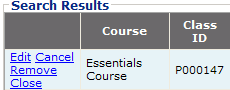 Search Results
Course Class ID
Edit Cancel Remove Close Essentials Course P000147